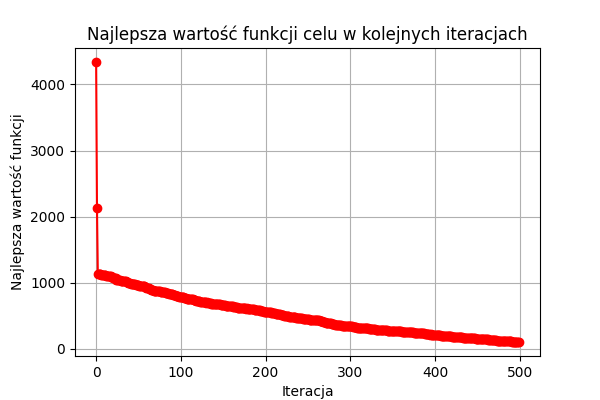 Najlepsza wartość funkcji celu w kolejnych iteracjach
Najlepsza wartość funkcji
4000
3000
2000
1000
0
0 100 200 300 400 500
Iteracja